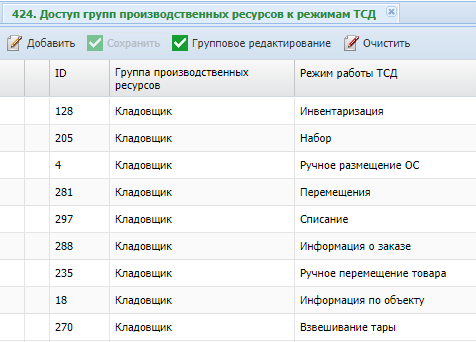 424. Доступ групп производственных ресурсов к режимам ТСД
Добавить Сохранить Групповое редактирование Очистить
ID Группа производственных ресурсов Режим работы ТСД
128 Кладовщик Инвентаризация
205 Кладовщик Набор
4 Кладовщик Ручное размещение ОС
281 Кладовщик Перемещения
297 Кладовщик Списание
288 Кладовщик Информация о заказе
235 Кладовщик Ручное перемещение товара
18 Кладовщик Информация по объекту
270 Кладовщик Взвешивание тары